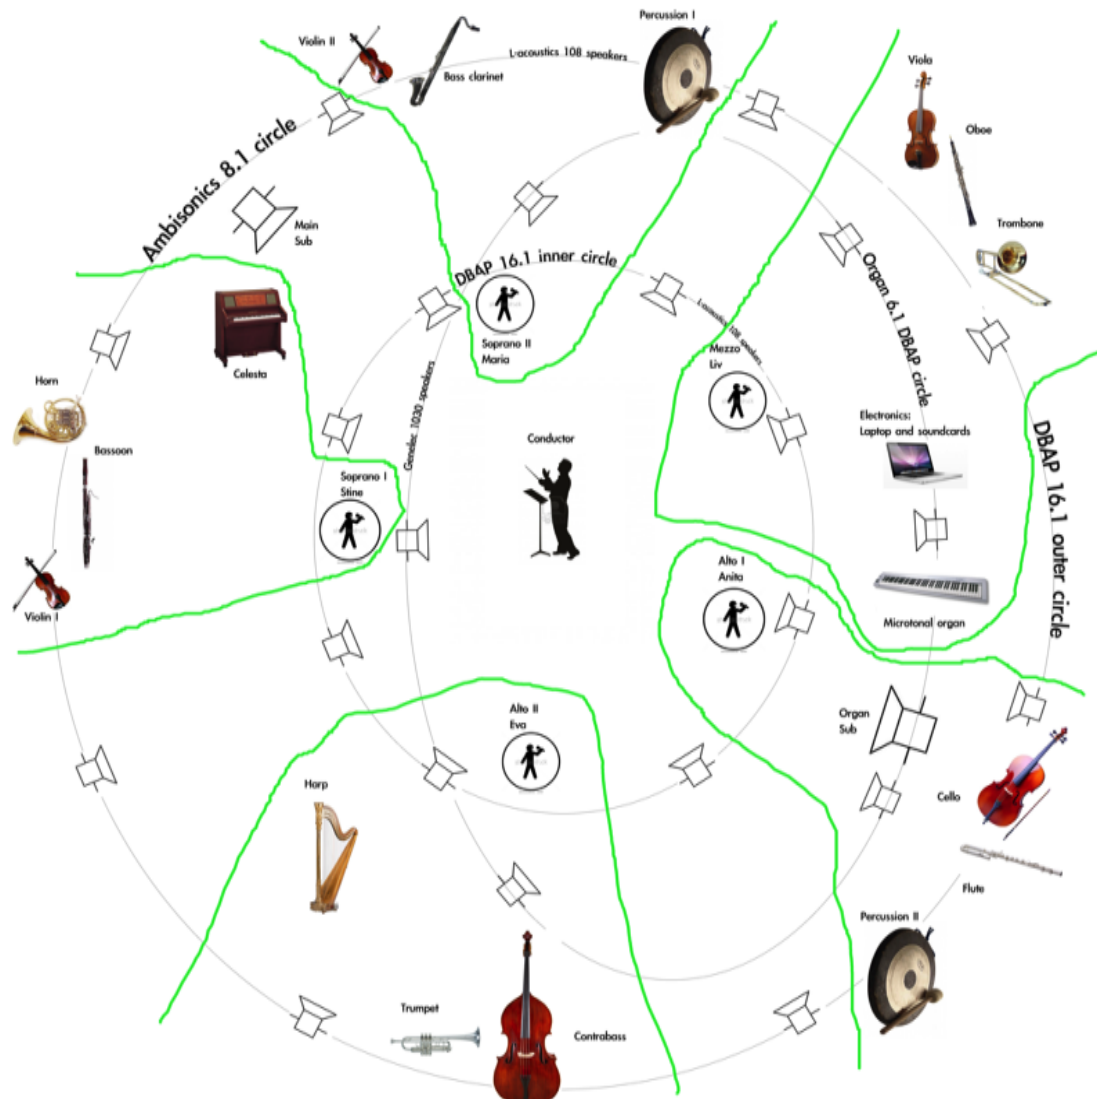 Percussion I
Violin II
L-acoustics 108 speakers
Bass clarinet
Viola
Oboe
Ambisonics 8.1 circle
Main
Sub
Trombone
DBAP 16.1 inner circle
Organ 6.1 DBAP circle
L-acoustics 108 speakers
Soprano II
Maria
Mezzo
Liv
Celesta
Horn
Genelec 1030 speakers
Electronics:
Laptop and soundcards
DBAP 16.1 outer circle
Conductor
Bassoon
Soprano I
Stine
Alto I
Anita
Violin I
Microtonal organ
Alto II
Eva
Organ
Sub
Harp
Cello
Flute
Percussion II
Trumpet
Contrabass